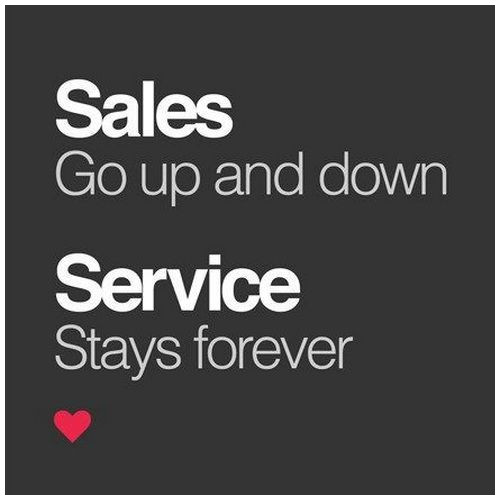 Sales
Go up and down
Service
Stays forever